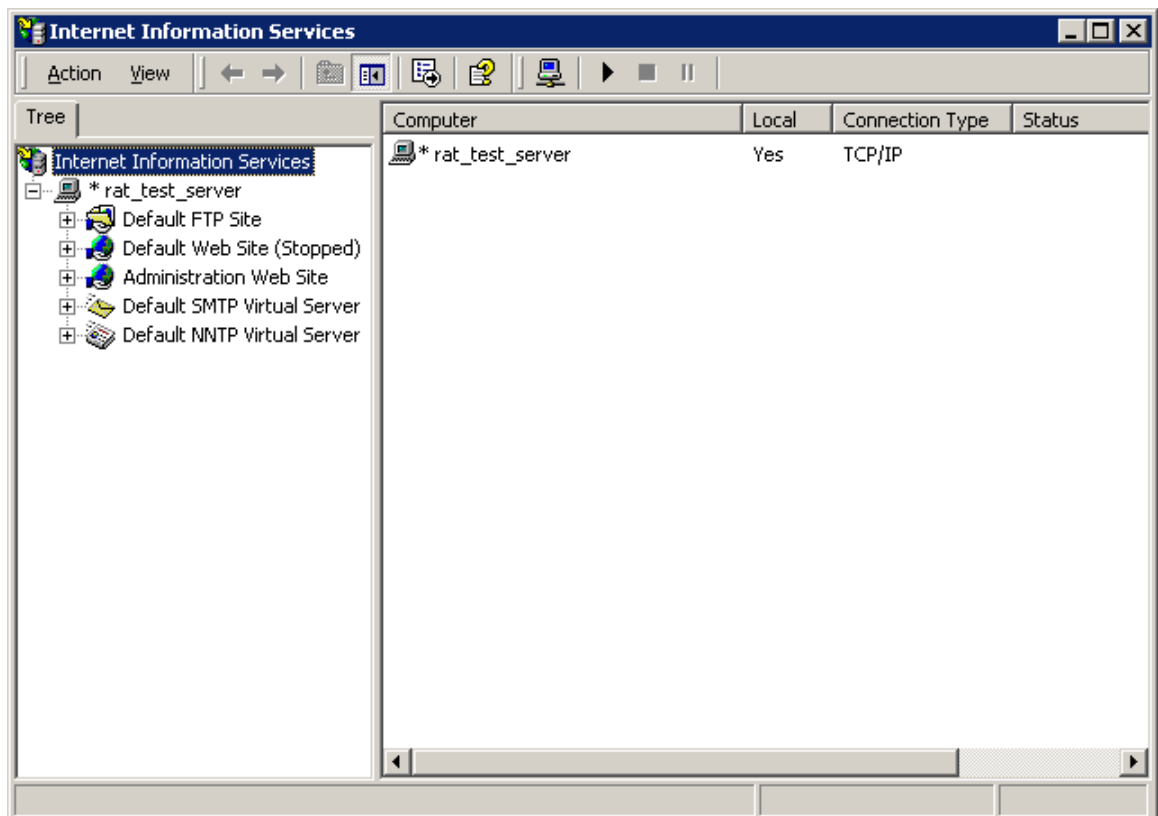 Internet Information Services
Action View
Tree
Computer Local Connection Type Status
Internet Information Services
* rat_test_server
Default FTP Site
Default Web Site (Stopped)
Administration Web Site
Default SMTP Virtual Server
Default NNTP Virtual Server
* rat_test_server Yes TCP/IP